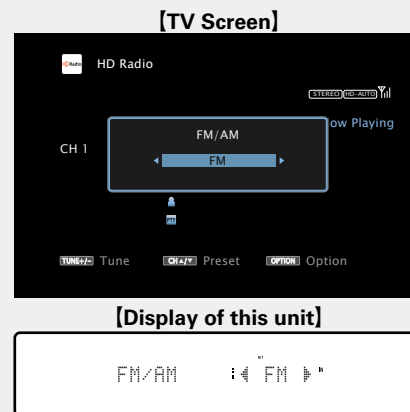 【TV Screen】
HD Radio
STEREO HD-AUTO
ow Playing
FM/AM
CH 1
FM
TUNE+/- Tune CH▲/▼ Preset OPTION Option
【Display of this unit】
FM/AM ◀ FM ▶